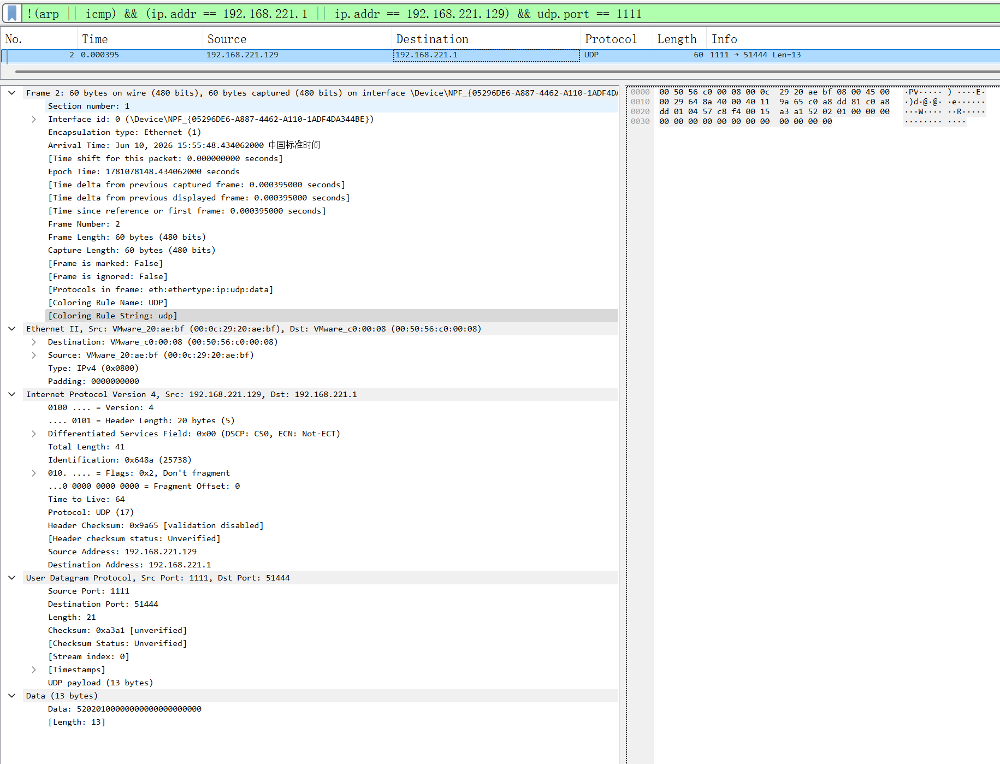 !(arp || icmp) && (ip.addr == 192.168.221.1 || ip.addr == 192.168.221.129) && udp.port == 1111
No. Time Source Destination Protocol Length Info
2 0.000395 192.168.221.129 192.168.221.1 UDP 60 1111 → 51444 Len=13
Frame 2: 60 bytes on wire (480 bits), 60 bytes captured (480 bits) on interface \Device\NPF_{05296DE6-A887-4462-A110-1ADF4DA
Section number: 1
Interface id: 0 (\Device\NPF_{05296DE6-A887-4462-A110-1ADF4DA344BE})
Encapsulation type: Ethernet (1)
Arrival Time: Jun 10, 2026 15:55:48.434062000 中国标准时间
[Time shift for this packet: 0.000000000 seconds]
Epoch Time: 1781078148.434062000 seconds
[Time delta from previous captured frame: 0.000395000 seconds]
[Time delta from previous displayed frame: 0.000395000 seconds]
[Time since reference or first frame: 0.000395000 seconds]
Frame Number: 2
Frame Length: 60 bytes (480 bits)
Capture Length: 60 bytes (480 bits)
[Frame is marked: False]
[Frame is ignored: False]
[Protocols in frame: eth:ethertype:ip:udp:data]
[Coloring Rule Name: UDP]
[Coloring Rule String: udp]
Ethernet II, Src: VMware_20:ae:bf (00:0c:29:20:ae:bf), Dst: VMware_c0:00:08 (00:50:56:c0:00:08)
Destination: VMware_c0:00:08 (00:50:56:c0:00:08)
Source: VMware_20:ae:bf (00:0c:29:20:ae:bf)
Type: IPv4 (0x0800)
Padding: 0000000000
Internet Protocol Version 4, Src: 192.168.221.129, Dst: 192.168.221.1
0100 .... = Version: 4
.... 0101 = Header Length: 20 bytes (5)
Differentiated Services Field: 0x00 (DSCP: CS0, ECN: Not-ECT)
Total Length: 41
Identification: 0x648a (25738)
010. .... = Flags: 0x2, Don't fragment
...0 0000 0000 0000 = Fragment Offset: 0
Time to Live: 64
Protocol: UDP (17)
Header Checksum: 0x9a65 [validation disabled]
[Header checksum status: Unverified]
Source Address: 192.168.221.129
Destination Address: 192.168.221.1
User Datagram Protocol, Src Port: 1111, Dst Port: 51444
Source Port: 1111
Destination Port: 51444
Length: 21
Checksum: 0xa3a1 [unverified]
[Checksum Status: Unverified]
[Stream index: 0]
[Timestamps]
UDP payload (13 bytes)
Data (13 bytes)
Data: 52020100000000000000000000
[Length: 13]
0000 00 50 56 c0 00 08 00 0c 29 20 ae bf 08 00 45 00 ·PV····· ) ····E·
0010 00 29 64 8a 40 00 40 11 9a 65 c0 a8 dd 81 c0 a8 ·)d·@·@· ·e······
0020 dd 01 04 57 c8 f4 00 15 a3 a1 52 02 01 00 00 00 ···W···· ··R·····
0030 00 00 00 00 00 00 00 00 00 00 00 00 ········ ····